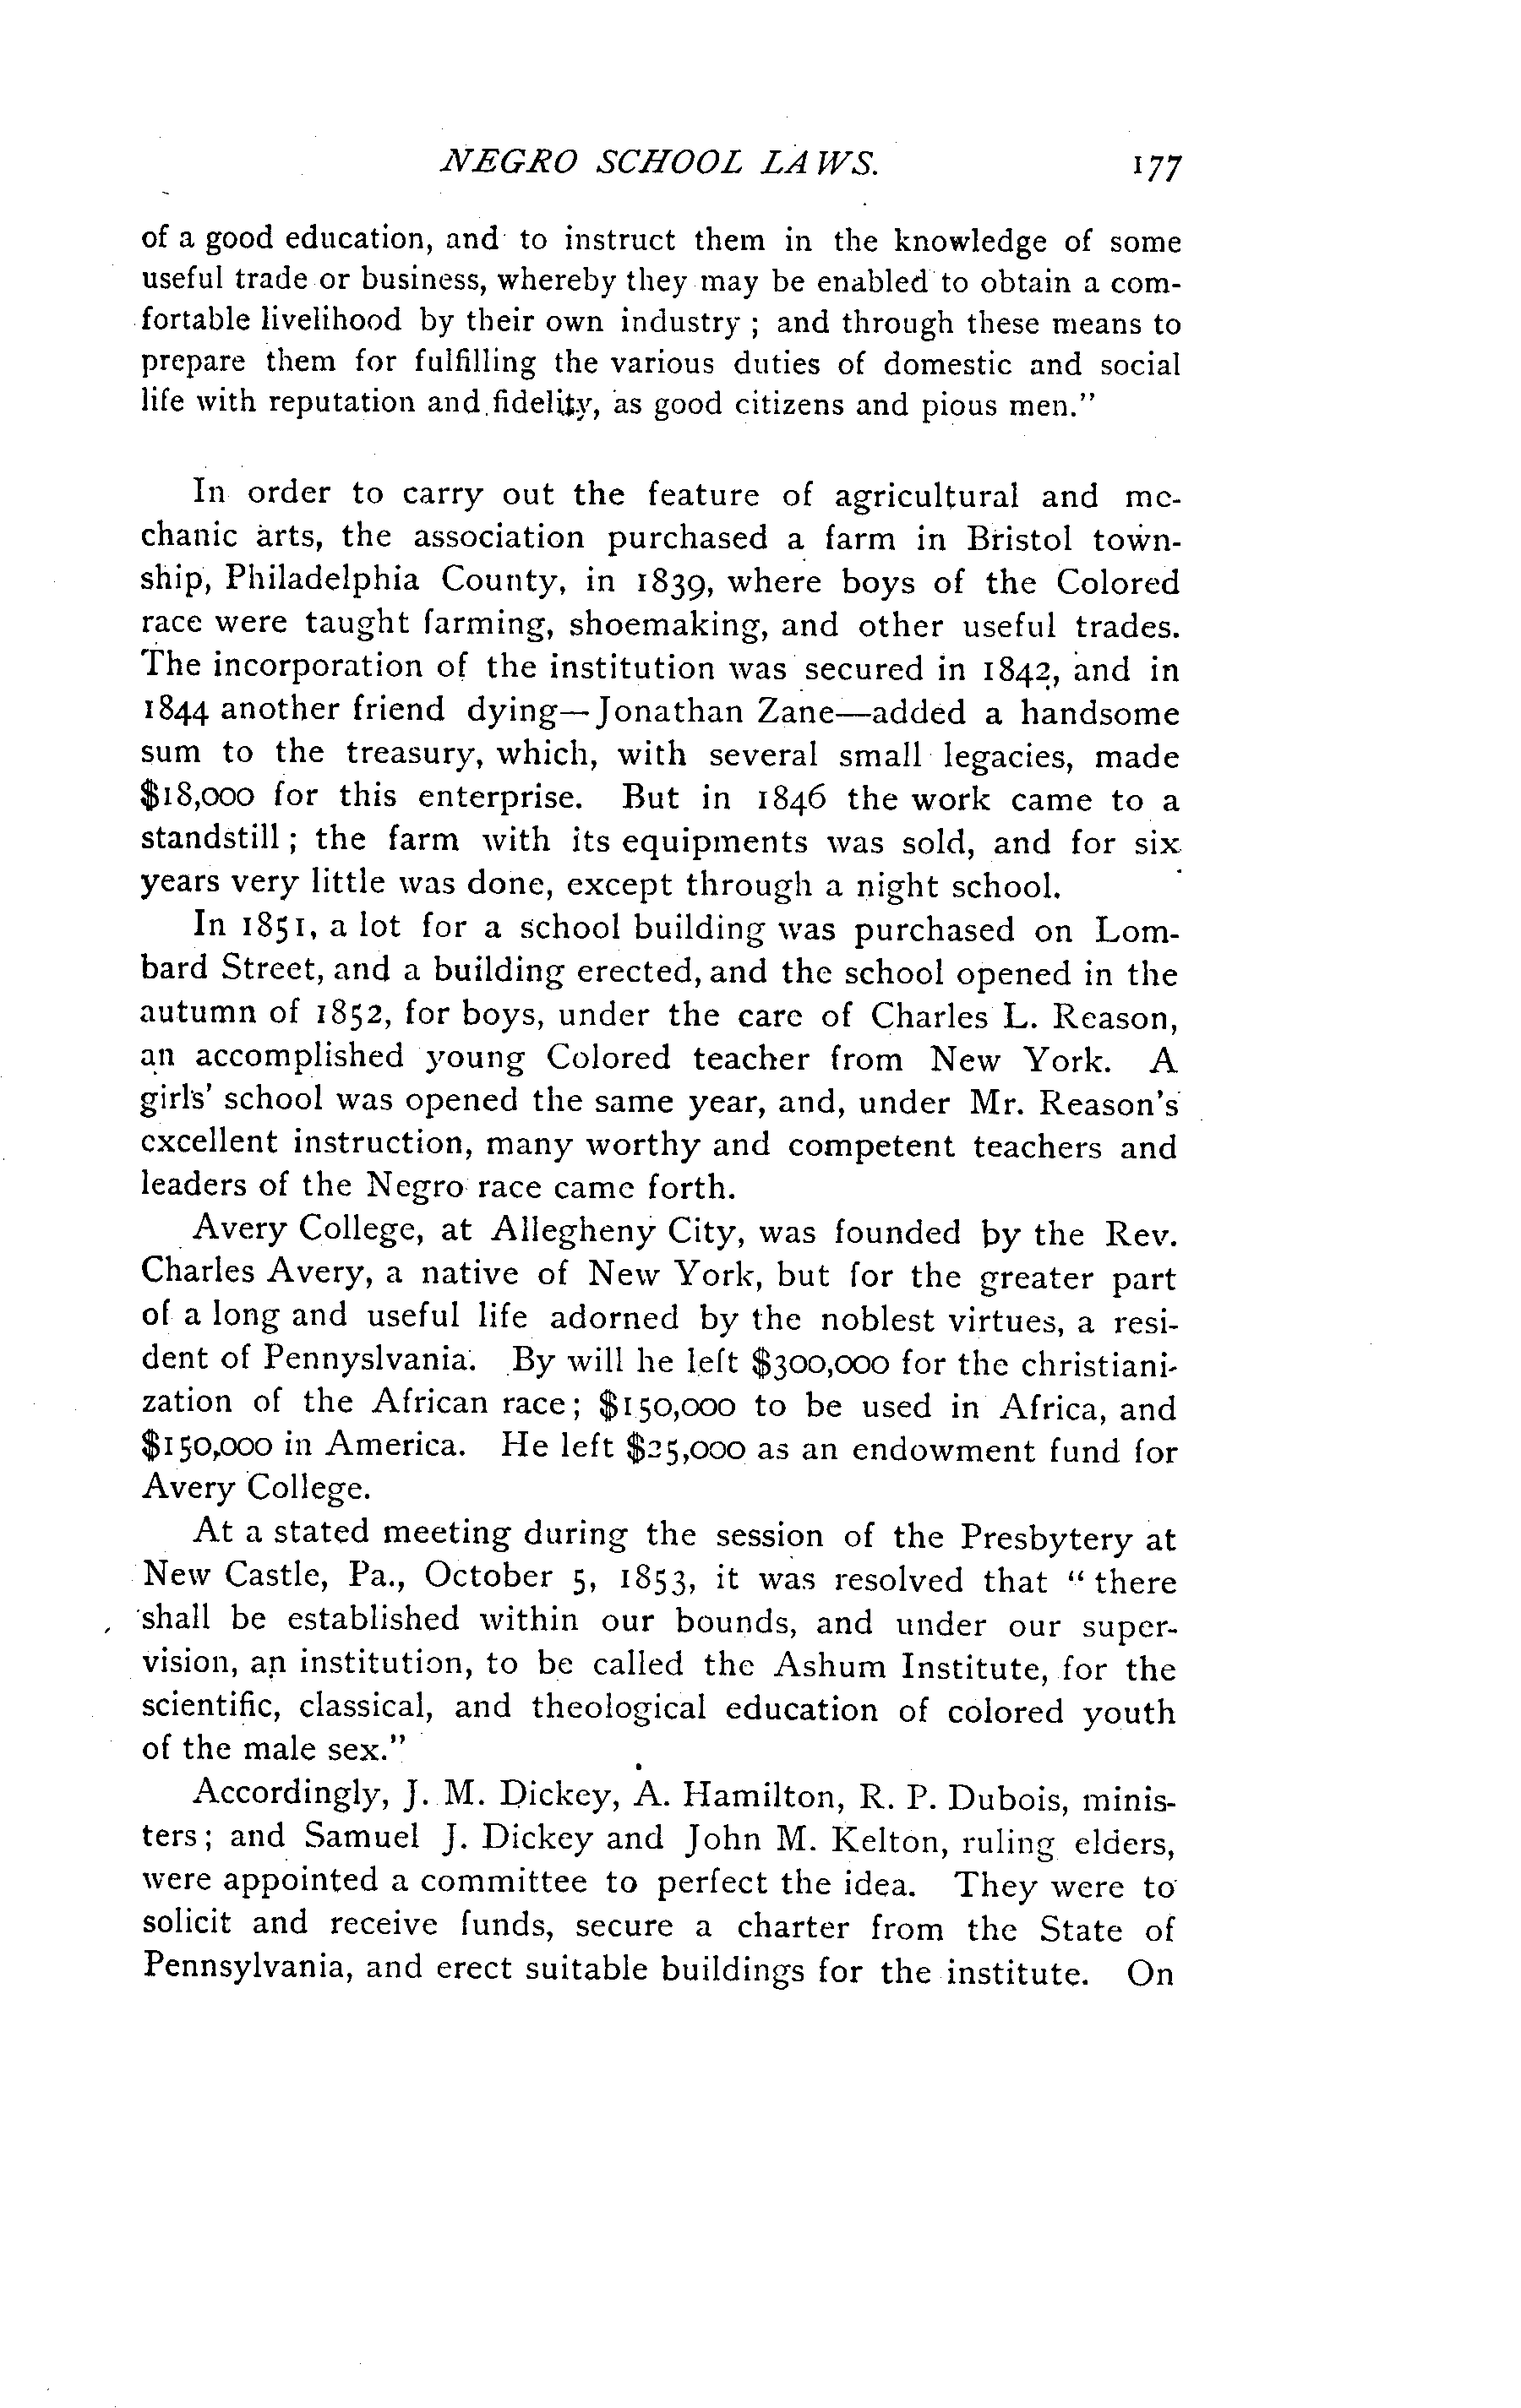 NEGRO SCHOOL LAWS. 177
of a good education, and to instruct them in the knowledge of some
useful trade or business, whereby they may be enabled to obtain a com-
fortable livelihood by their own industry ; and through these means to
prepare them for fulfilling the various duties of domestic and social
life with reputation and fidelity, as good citizens and pious men."
In order to carry out the feature of agricultural and me-
chanic arts, the association purchased a farm in Bristol town-
ship, Philadelphia County, in 1839, where boys of the Colored
race were taught farming, shoemaking, and other useful trades.
The incorporation of the institution was secured in 1842, and in
1844 another friend dying—Jonathan Zane—added a handsome
sum to the treasury, which, with several small legacies, made
$18,000 for this enterprise. But in 1846 the work came to a
standstill ; the farm with its equipments was sold, and for six
years very little was done, except through a night school.
In 1851, a lot for a school building was purchased on Lom-
bard Street, and a building erected, and the school opened in the
autumn of 1852, for boys, under the care of Charles L. Reason,
an accomplished young Colored teacher from New York. A
girls' school was opened the same year, and, under Mr. Reason's
excellent instruction, many worthy and competent teachers and
leaders of the Negro race came forth.
Avery College, at Allegheny City, was founded by the Rev.
Charles Avery, a native of New York, but for the greater part
of a long and useful life adorned by the noblest virtues, a resi-
dent of Pennyslvania. By will he left $300,000 for the christiani-
zation of the African race ; $150,000 to be used in Africa, and
$150,000 in America. He left $25,000 as an endowment fund for
Avery College.
At a stated meeting during the session of the Presbytery at
New Castle, Pa., October 5, 1853, it was resolved that " there
shall be established within our bounds, and under our super-
vision, an institution, to be called the Ashum Institute, for the
scientific, classical, and theological education of colored youth
of the male sex."
Accordingly, J. M. Dickey, A. Hamilton, R. P. Dubois, minis-
ters ; and Samuel J. Dickey and John M. Kelton, ruling elders,
were appointed a committee to perfect the idea. They were to
solicit and receive funds, secure a charter from the State of
Pennsylvania, and erect suitable buildings for the institute. On